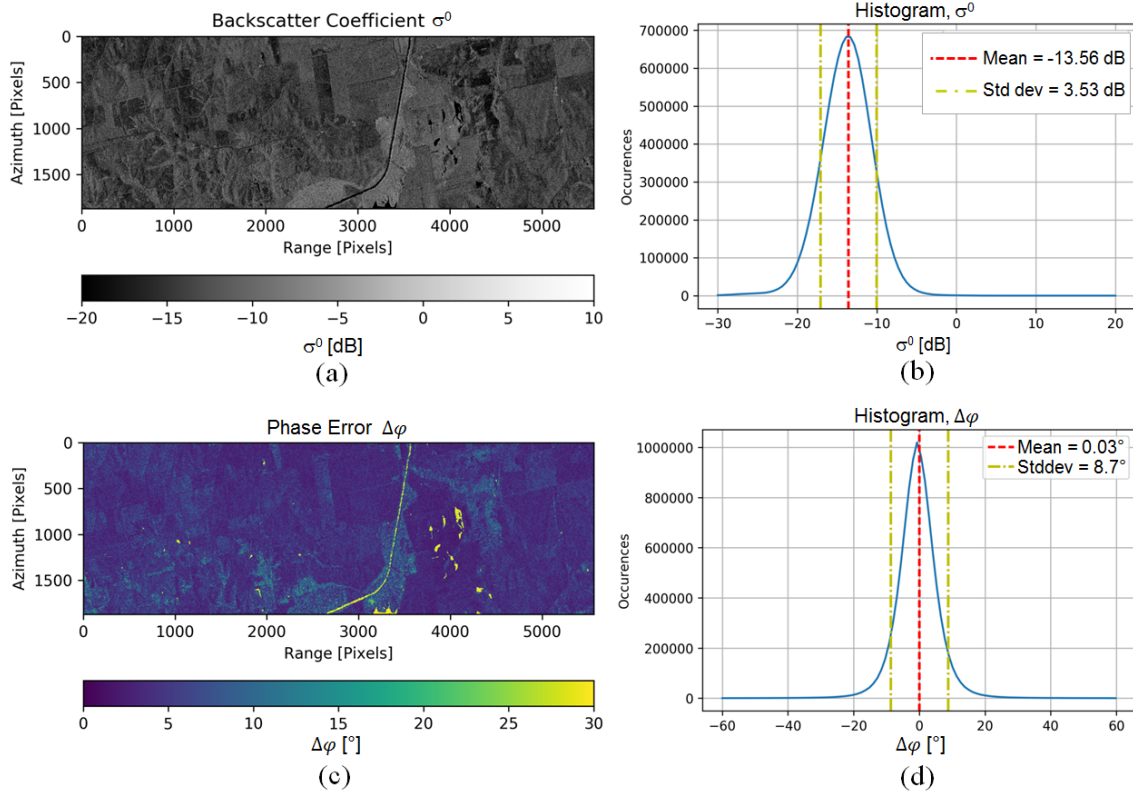 Backscatter Coefficient σ⁰
0
500
1000
1500
Azimuth [Pixels]
0 1000 2000 3000 4000 5000
Range [Pixels]
−20 −15 −10 −5 0 5 10
σ⁰ [dB]
(a)
Histogram, σ⁰
700000
600000
500000
400000
300000
200000
100000
0
Occurences
Mean = -13.56 dB
Std dev = 3.53 dB
−30 −20 −10 0 10 20
σ⁰ [dB]
(b)
Phase Error Δφ
0
500
1000
1500
Azimuth [Pixels]
0 1000 2000 3000 4000 5000
Range [Pixels]
0 5 10 15 20 25 30
Δφ [°]
(c)
Histogram, Δφ
1000000
800000
600000
400000
200000
0
Occurences
Mean = 0.03°
Stddev = 8.7°
−60 −40 −20 0 20 40 60
Δφ [°]
(d)